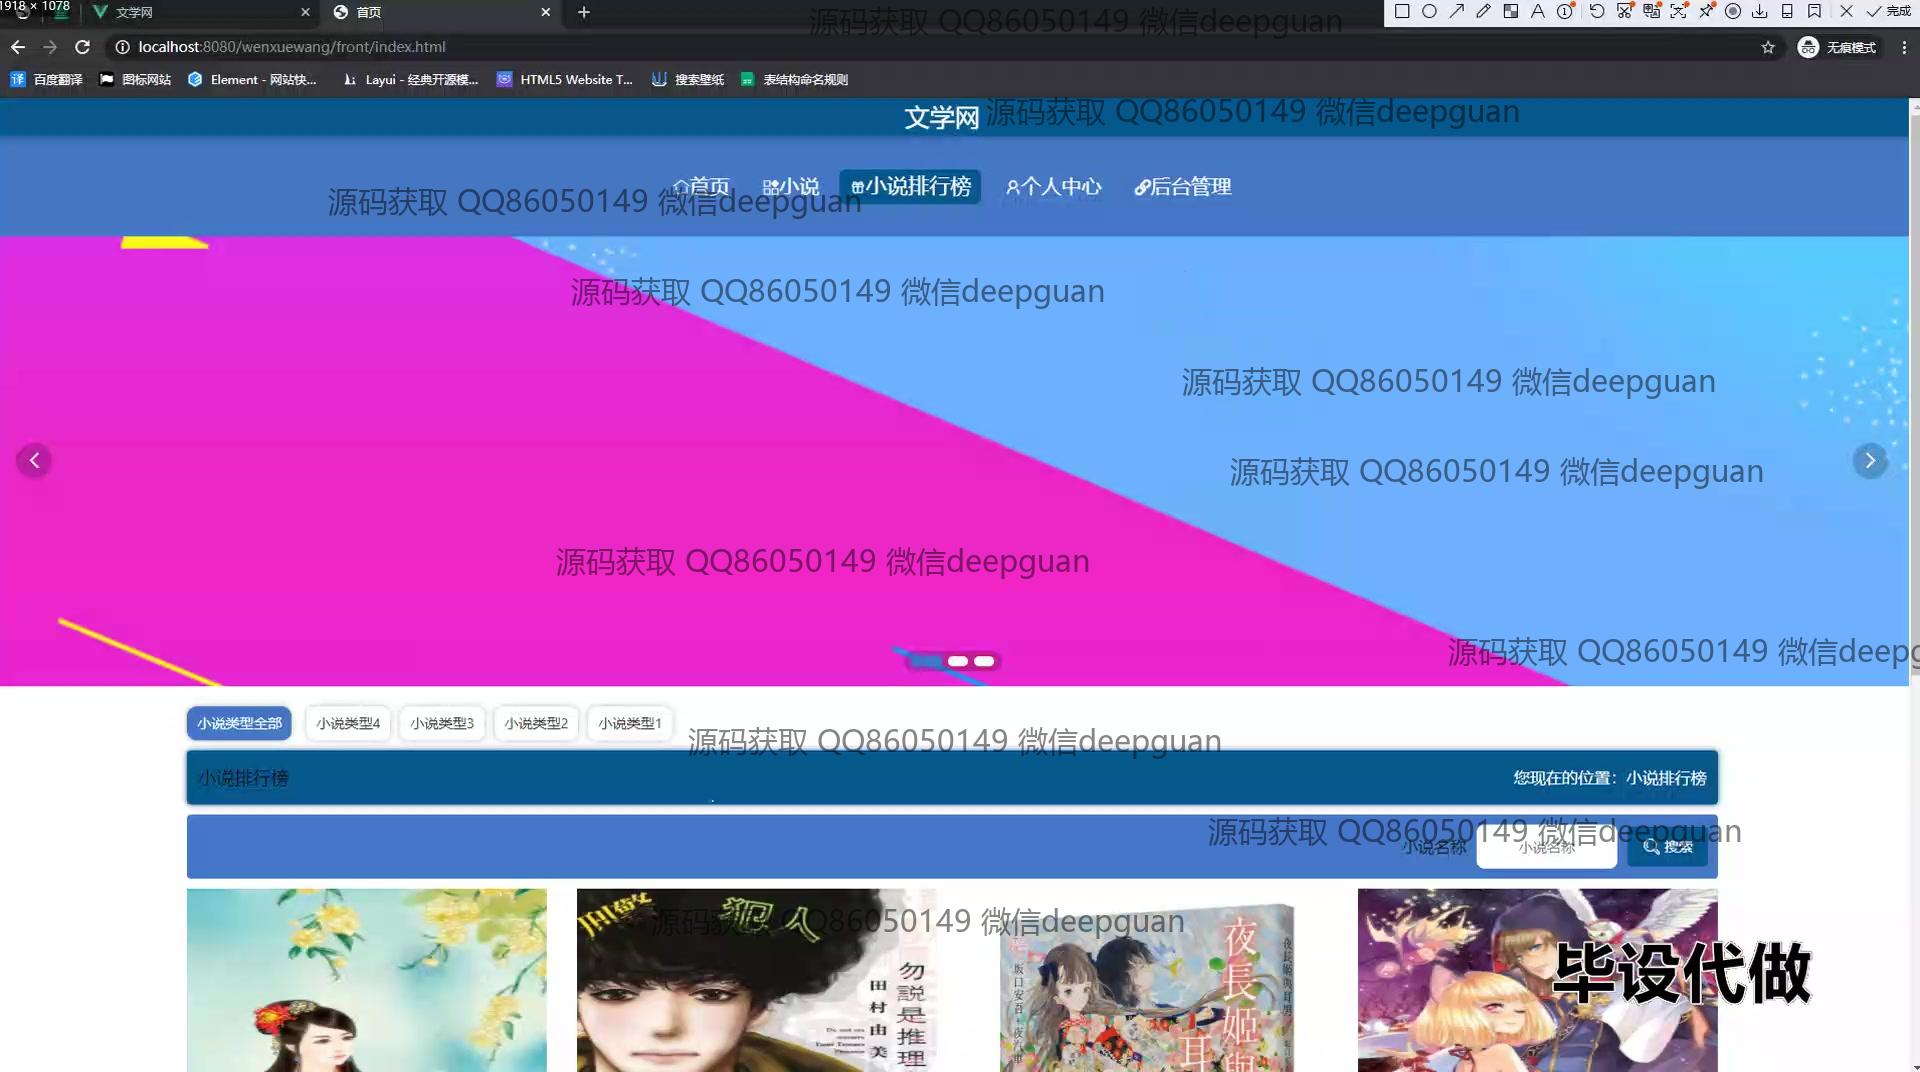 1918 × 1078
文学网
首页
完成
源码获取 QQ86050149 微信deepguan
localhost:8080/wenxuewang/front/index.html
无痕模式
百度翻译
图标网站
Element - 网站快...
Layui - 经典开源模...
HTML5 Website T...
搜索壁纸
表结构命名规则
文学网
源码获取 QQ86050149 微信deepguan
首页
小说
小说排行榜
个人中心
后台管理
源码获取 QQ86050149 微信deepguan
源码获取 QQ86050149 微信deepguan
源码获取 QQ86050149 微信deepguan
源码获取 QQ86050149 微信deepguan
源码获取 QQ86050149 微信deepguan
源码获取 QQ86050149 微信deepg
小说类型全部
小说类型4
小说类型3
小说类型2
小说类型1
源码获取 QQ86050149 微信deepguan
小说排行榜
您现在的位置：小说排行榜
源码获取 QQ86050149 微信deepguan
小说名称
小说名称
搜索
源码获取 QQ86050149 微信deepguan
犯人
勿說是推理
田村由美
夜長姬與
耳
坂口安吾
毕设代做